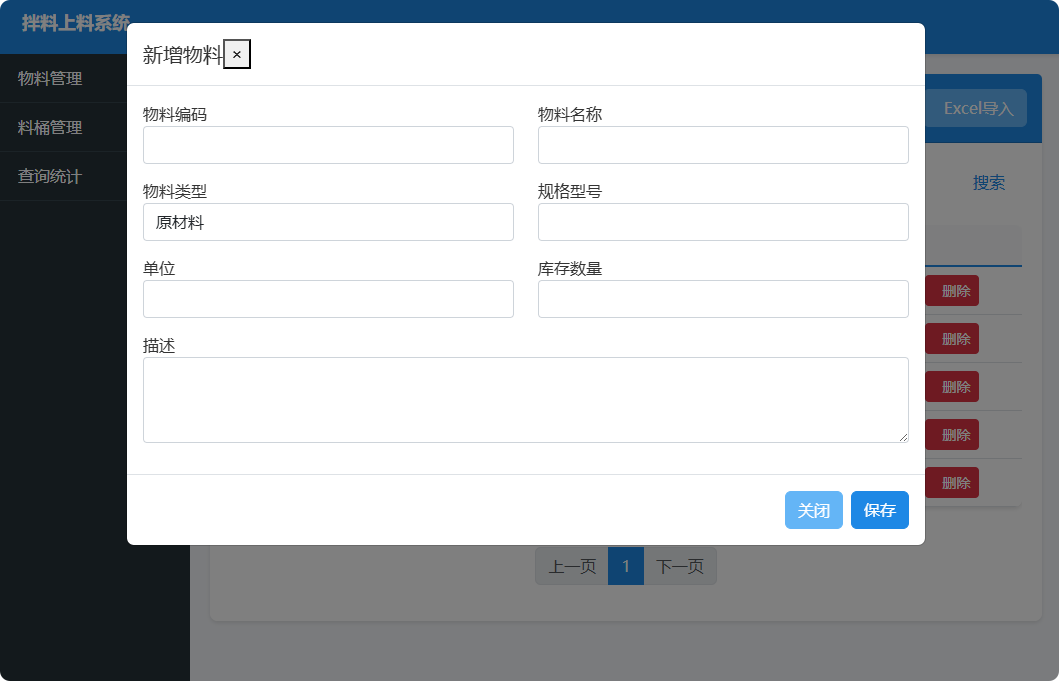 拌料上料系统
新增物料 ×
物料管理
料桶管理
查询统计
Excel导入
物料编码 物料名称
搜索
物料类型 规格型号
原材料
单位 库存数量
删除
删除
描述
删除
删除
删除
关闭 保存
上一页 1 下一页